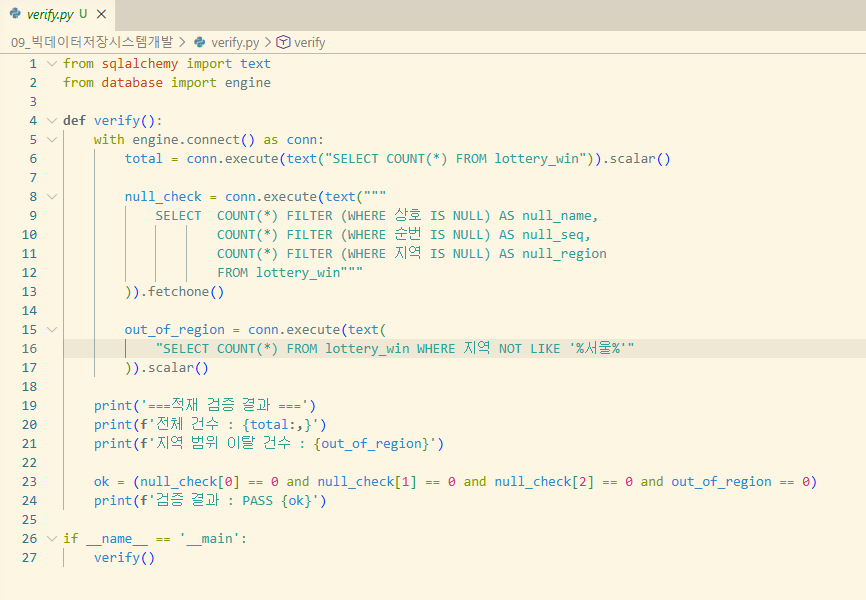 verify.py U ×
09_빅데이터저장시스템개발 > verify.py > verify
1 from sqlalchemy import text
2 from database import engine
3
4 def verify():
5     with engine.connect() as conn:
6         total = conn.execute(text("SELECT COUNT(*) FROM lottery_win")).scalar()
7
8         null_check = conn.execute(text("""
9             SELECT  COUNT(*) FILTER (WHERE 상호 IS NULL) AS null_name,
10                     COUNT(*) FILTER (WHERE 순번 IS NULL) AS null_seq,
11                     COUNT(*) FILTER (WHERE 지역 IS NULL) AS null_region
12                     FROM lottery_win"""
13         )).fetchone()
14
15         out_of_region = conn.execute(text(
16             "SELECT COUNT(*) FROM lottery_win WHERE 지역 NOT LIKE '%서울%'"
17         )).scalar()
18
19     print('===적재 검증 결과 ===')
20     print(f'전체 건수 : {total:,}')
21     print(f'지역 범위 이탈 건수 : {out_of_region}')
22
23     ok = (null_check[0] == 0 and null_check[1] == 0 and null_check[2] == 0 and out_of_region == 0)
24     print(f'검증 결과 : PASS {ok}')
25
26 if __name__ == '__main':
27     verify()